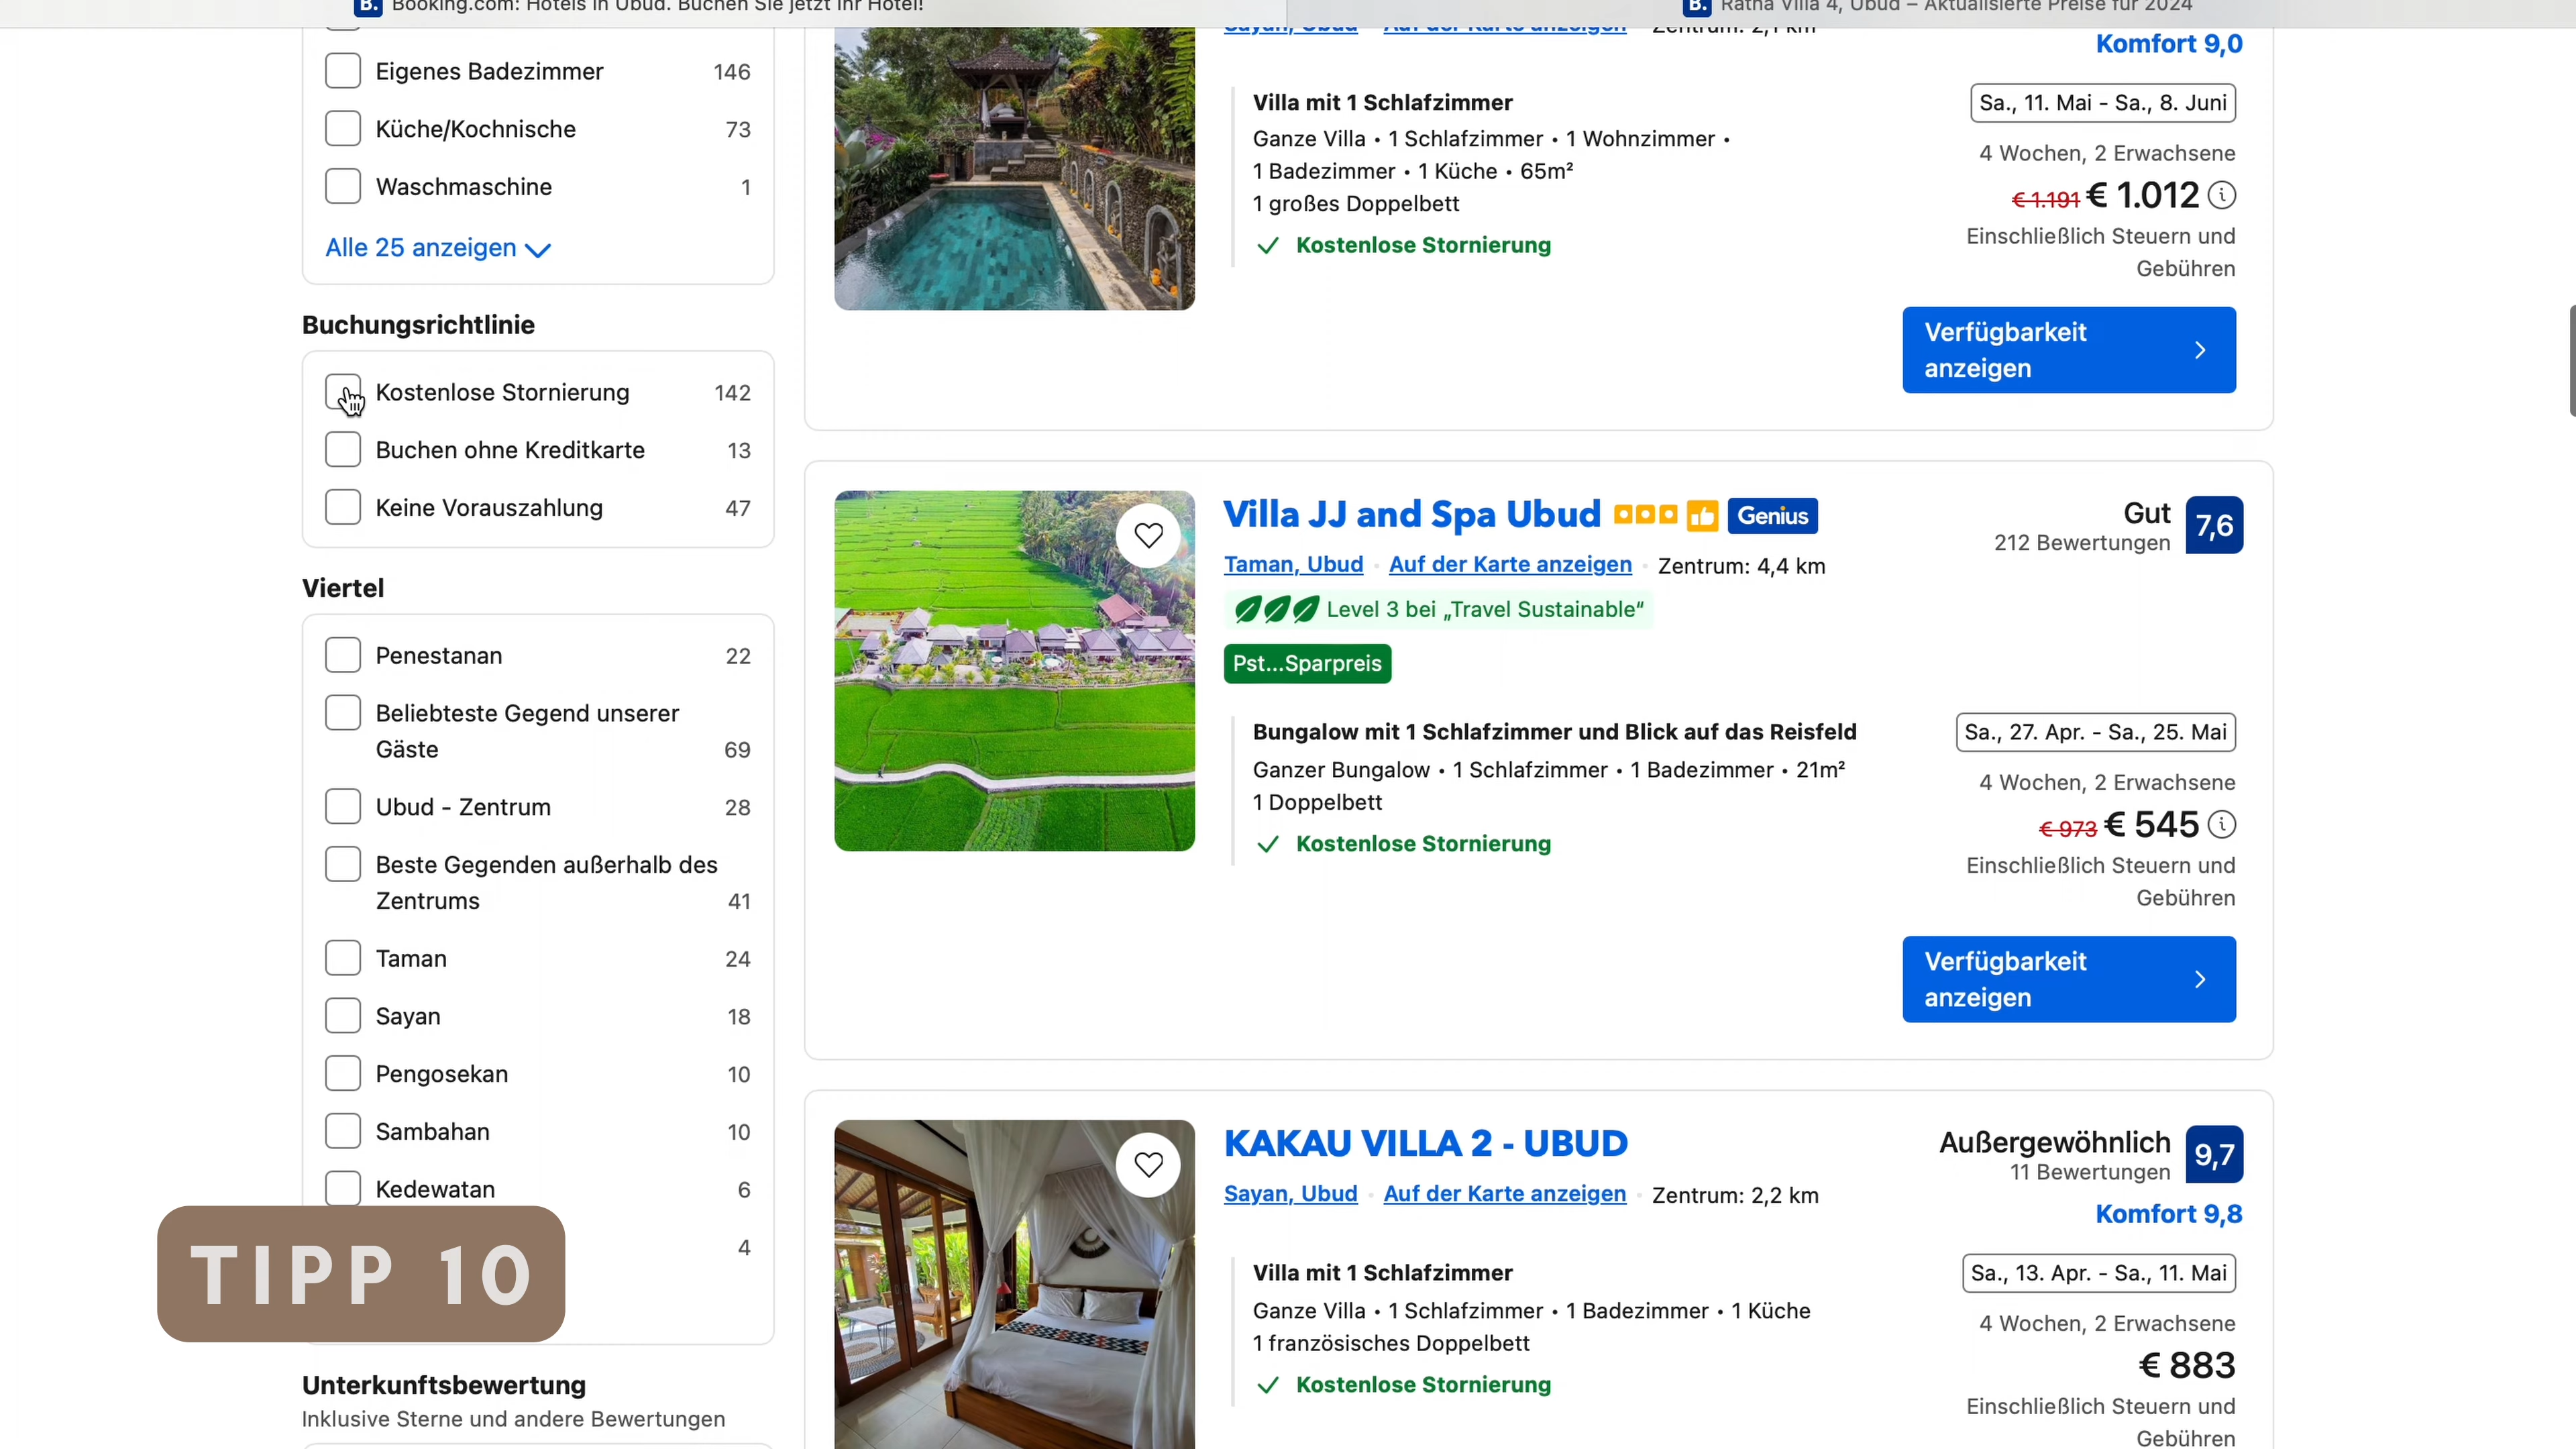 B. Booking.com: Hotels in Ubud. Buchen Sie jetzt Ihr Hotel!
B. Ratna Villa 4, Ubud – Aktualisierte Preise für 2024
Eigenes Badezimmer 146
Küche/Kochnische 73
Waschmaschine 1
Alle 25 anzeigen
Buchungsrichtlinie
Kostenlose Stornierung 142
Buchen ohne Kreditkarte 13
Keine Vorauszahlung 47
Viertel
Penestanan 22
Beliebteste Gegend unserer
Gäste 69
Ubud - Zentrum 28
Beste Gegenden außerhalb des
Zentrums 41
Taman 24
Sayan 18
Pengosekan 10
Sambahan 10
Kedewatan 6
4
TIPP 10
Unterkunftsbewertung
Inklusive Sterne und andere Bewertungen
Sayan, Ubud Auf der Karte anzeigen Zentrum: 2,1 km
Komfort 9,0
Villa mit 1 Schlafzimmer
Ganze Villa • 1 Schlafzimmer • 1 Wohnzimmer •
1 Badezimmer • 1 Küche • 65m²
1 großes Doppelbett
Kostenlose Stornierung
Sa., 11. Mai - Sa., 8. Juni
4 Wochen, 2 Erwachsene
€ 1.191 € 1.012
Einschließlich Steuern und
Gebühren
Verfügbarkeit
anzeigen
Villa JJ and Spa Ubud Genius
Taman, Ubud Auf der Karte anzeigen Zentrum: 4,4 km
Level 3 bei „Travel Sustainable“
Pst...Sparpreis
Gut 7,6
212 Bewertungen
Bungalow mit 1 Schlafzimmer und Blick auf das Reisfeld
Ganzer Bungalow • 1 Schlafzimmer • 1 Badezimmer • 21m²
1 Doppelbett
Kostenlose Stornierung
Sa., 27. Apr. - Sa., 25. Mai
4 Wochen, 2 Erwachsene
€ 973 € 545
Einschließlich Steuern und
Gebühren
Verfügbarkeit
anzeigen
KAKAU VILLA 2 - UBUD
Sayan, Ubud Auf der Karte anzeigen Zentrum: 2,2 km
Außergewöhnlich 9,7
11 Bewertungen
Komfort 9,8
Villa mit 1 Schlafzimmer
Ganze Villa • 1 Schlafzimmer • 1 Badezimmer • 1 Küche
1 französisches Doppelbett
Kostenlose Stornierung
Sa., 13. Apr. - Sa., 11. Mai
4 Wochen, 2 Erwachsene
€ 883
Einschließlich Steuern und
Gebühren